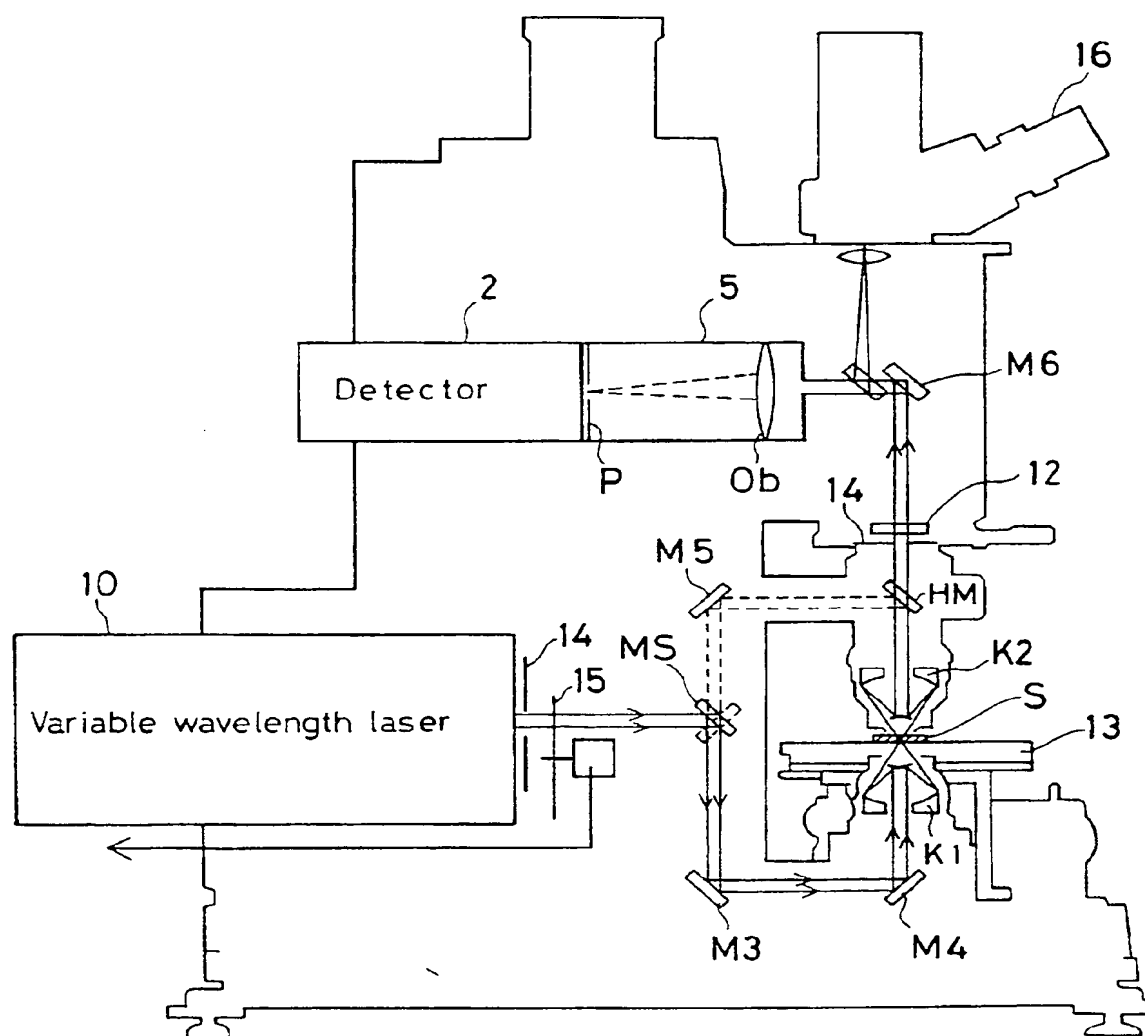 16
2
5
Detector
M6
P
Ob
12
14
M5
HM
10
14
MS
15
K2
Variable wavelength laser
S
13
K1
M3
M4